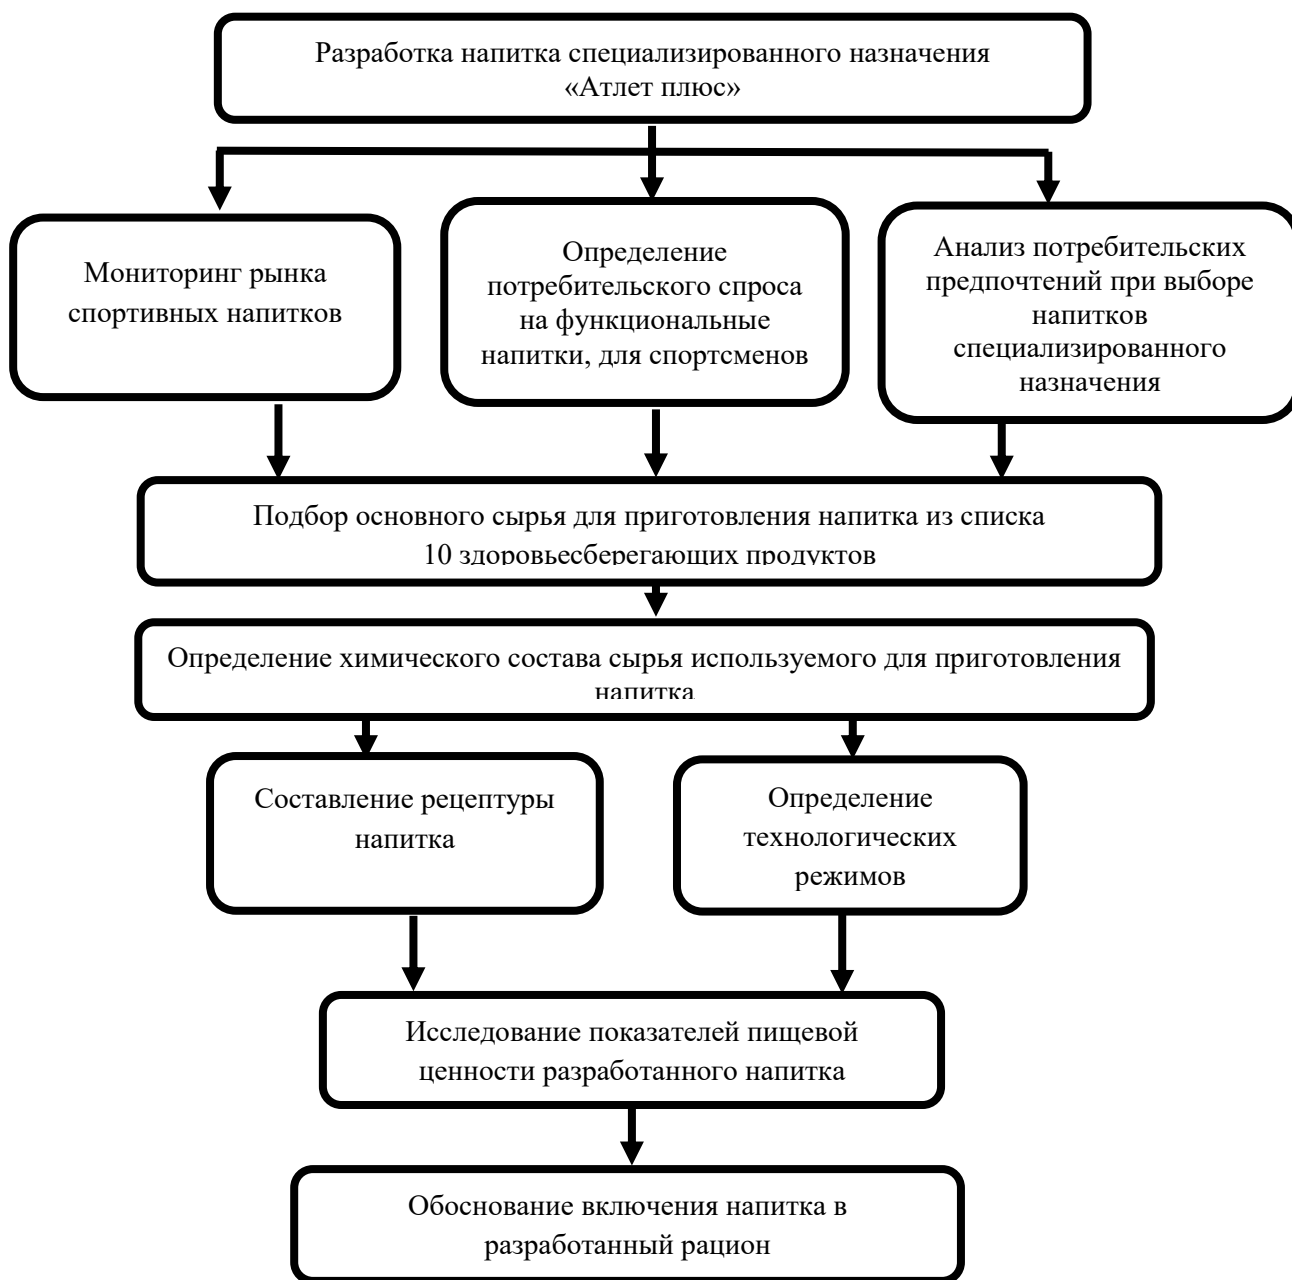 Разработка напитка специализированного назначения
«Атлет плюс»
Мониторинг рынка
спортивных напитков
Определение
потребительского спроса
на функциональные
напитки, для спортсменов
Анализ потребительских
предпочтений при выборе
напитков
специализированного
назначения
Подбор основного сырья для приготовления напитка из списка
10 здоровьесберегающих продуктов
Определение химического состава сырья используемого для приготовления
напитка
Составление рецептуры
напитка
Определение
технологических
режимов
Исследование показателей пищевой
ценности разработанного напитка
Обоснование включения напитка в
разработанный рацион